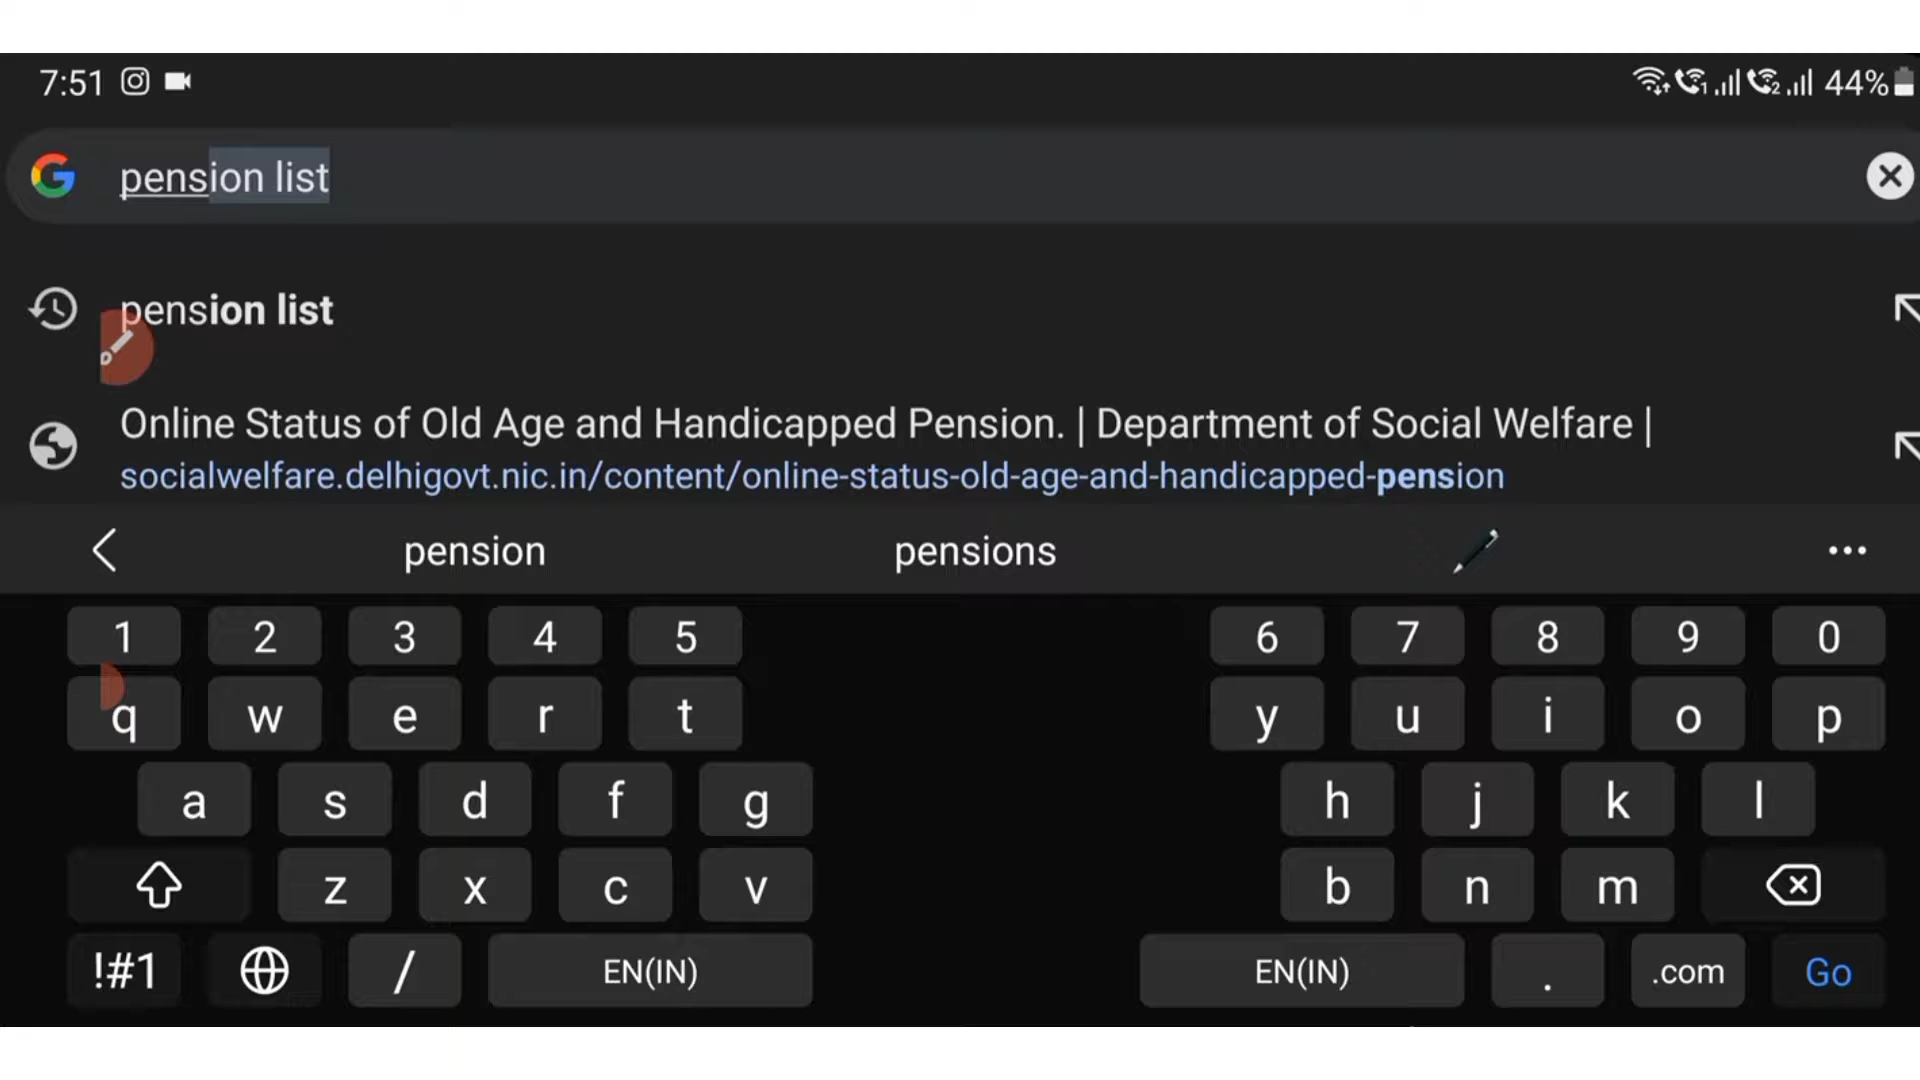 7:51 44%
pension list
pension list
Online Status of Old Age and Handicapped Pension. | Department of Social Welfare |
socialwelfare.delhigovt.nic.in/content/online-status-old-age-and-handicapped-pension
pension pensions
1 2 3 4 5 6 7 8 9 0
q w e r t y u i o p
a s d f g h j k l
z x c v b n m
!#1 / EN(IN) EN(IN) . .com Go